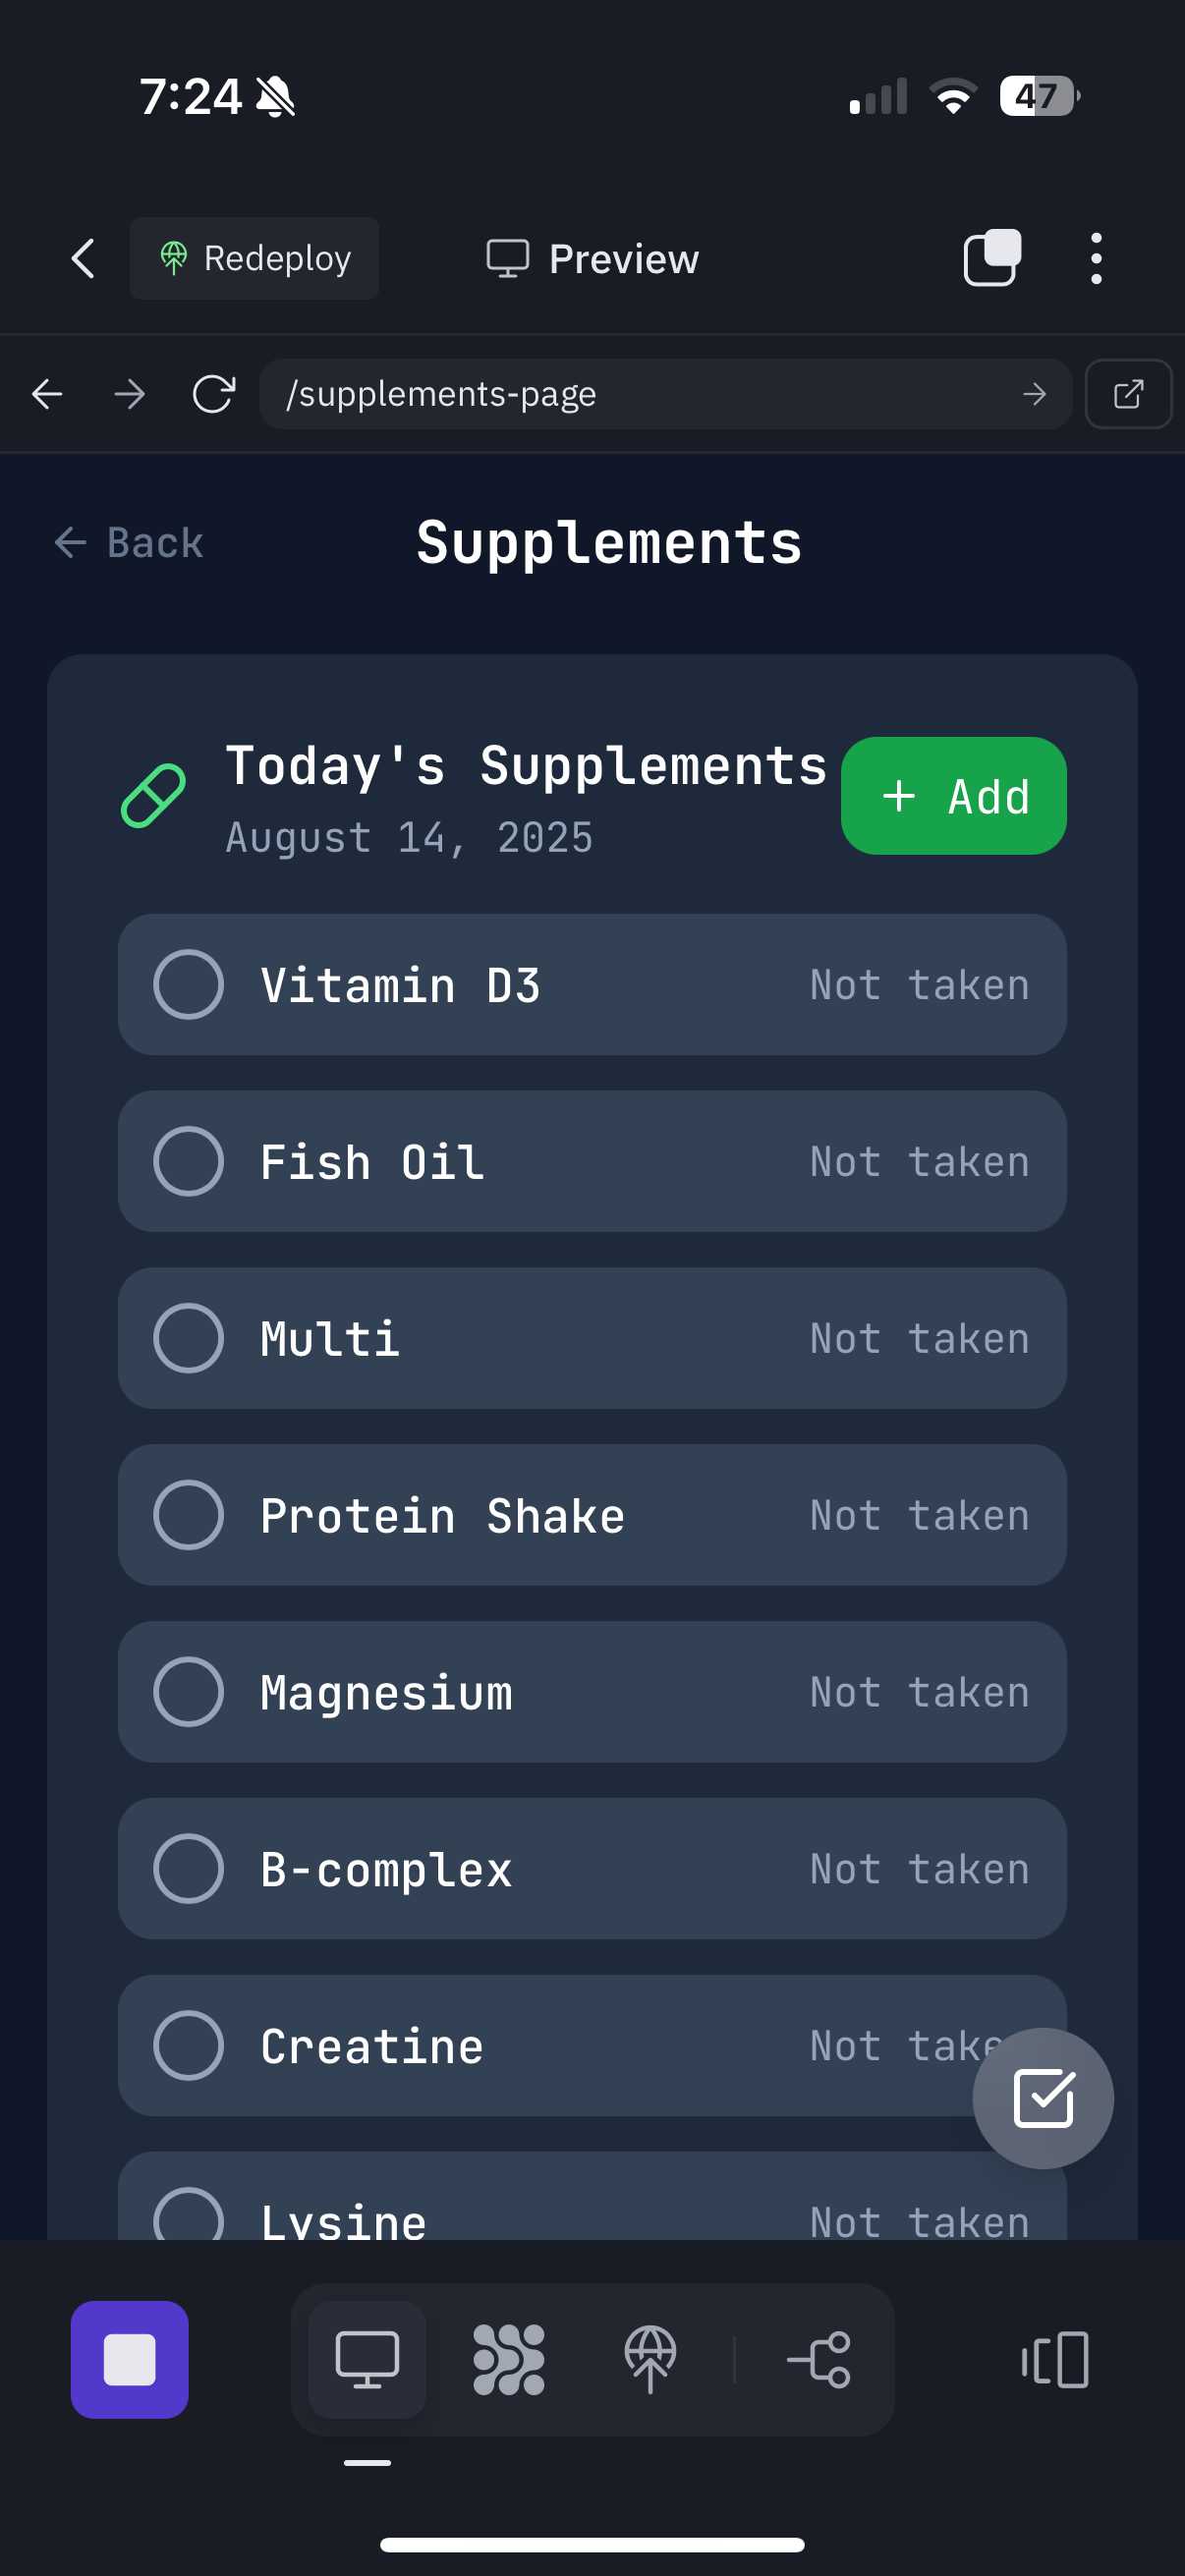 7:24
47
Redeploy
Preview
/supplements-page
Back
Supplements
Today's Supplements
August 14, 2025
+ Add
Vitamin D3 Not taken
Fish Oil Not taken
Multi Not taken
Protein Shake Not taken
Magnesium Not taken
B-complex Not taken
Creatine Not take
Lysine Not taken